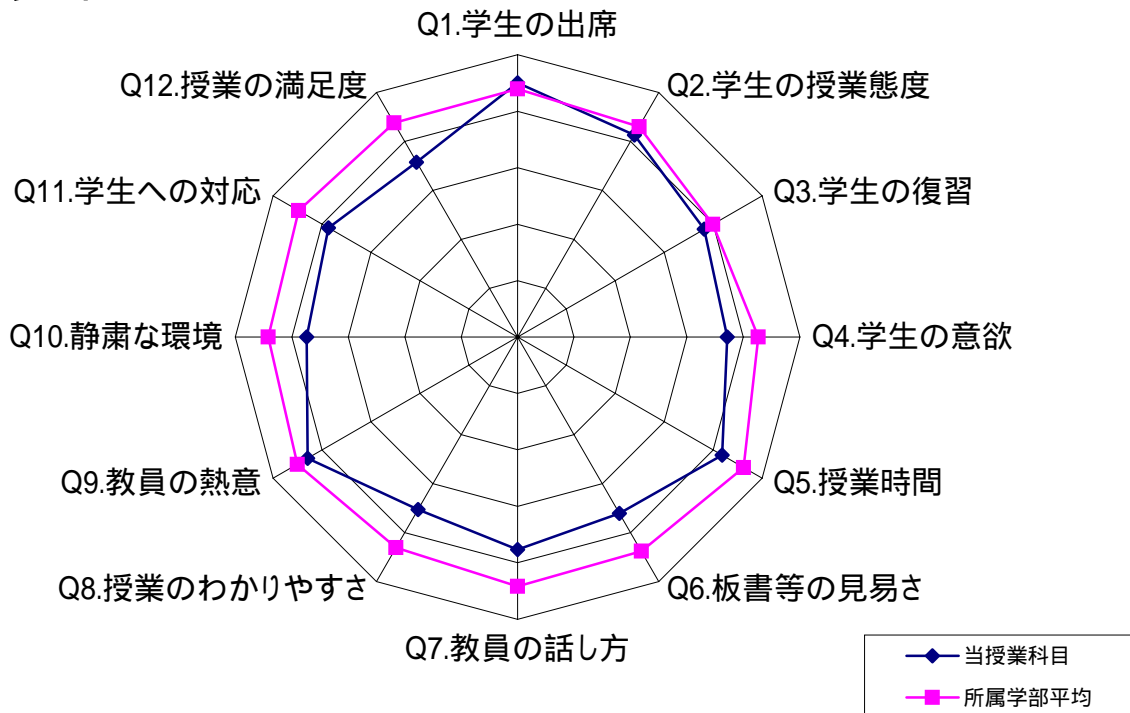 Q1.学生の出席
Q2.学生の授業態度
Q3.学生の復習
Q4.学生の意欲
Q5.授業時間
Q6.板書等の見易さ
Q7.教員の話し方
Q8.授業のわかりやすさ
Q9.教員の熱意
Q10.静粛な環境
Q11.学生への対応
Q12.授業の満足度
当授業科目
所属学部平均